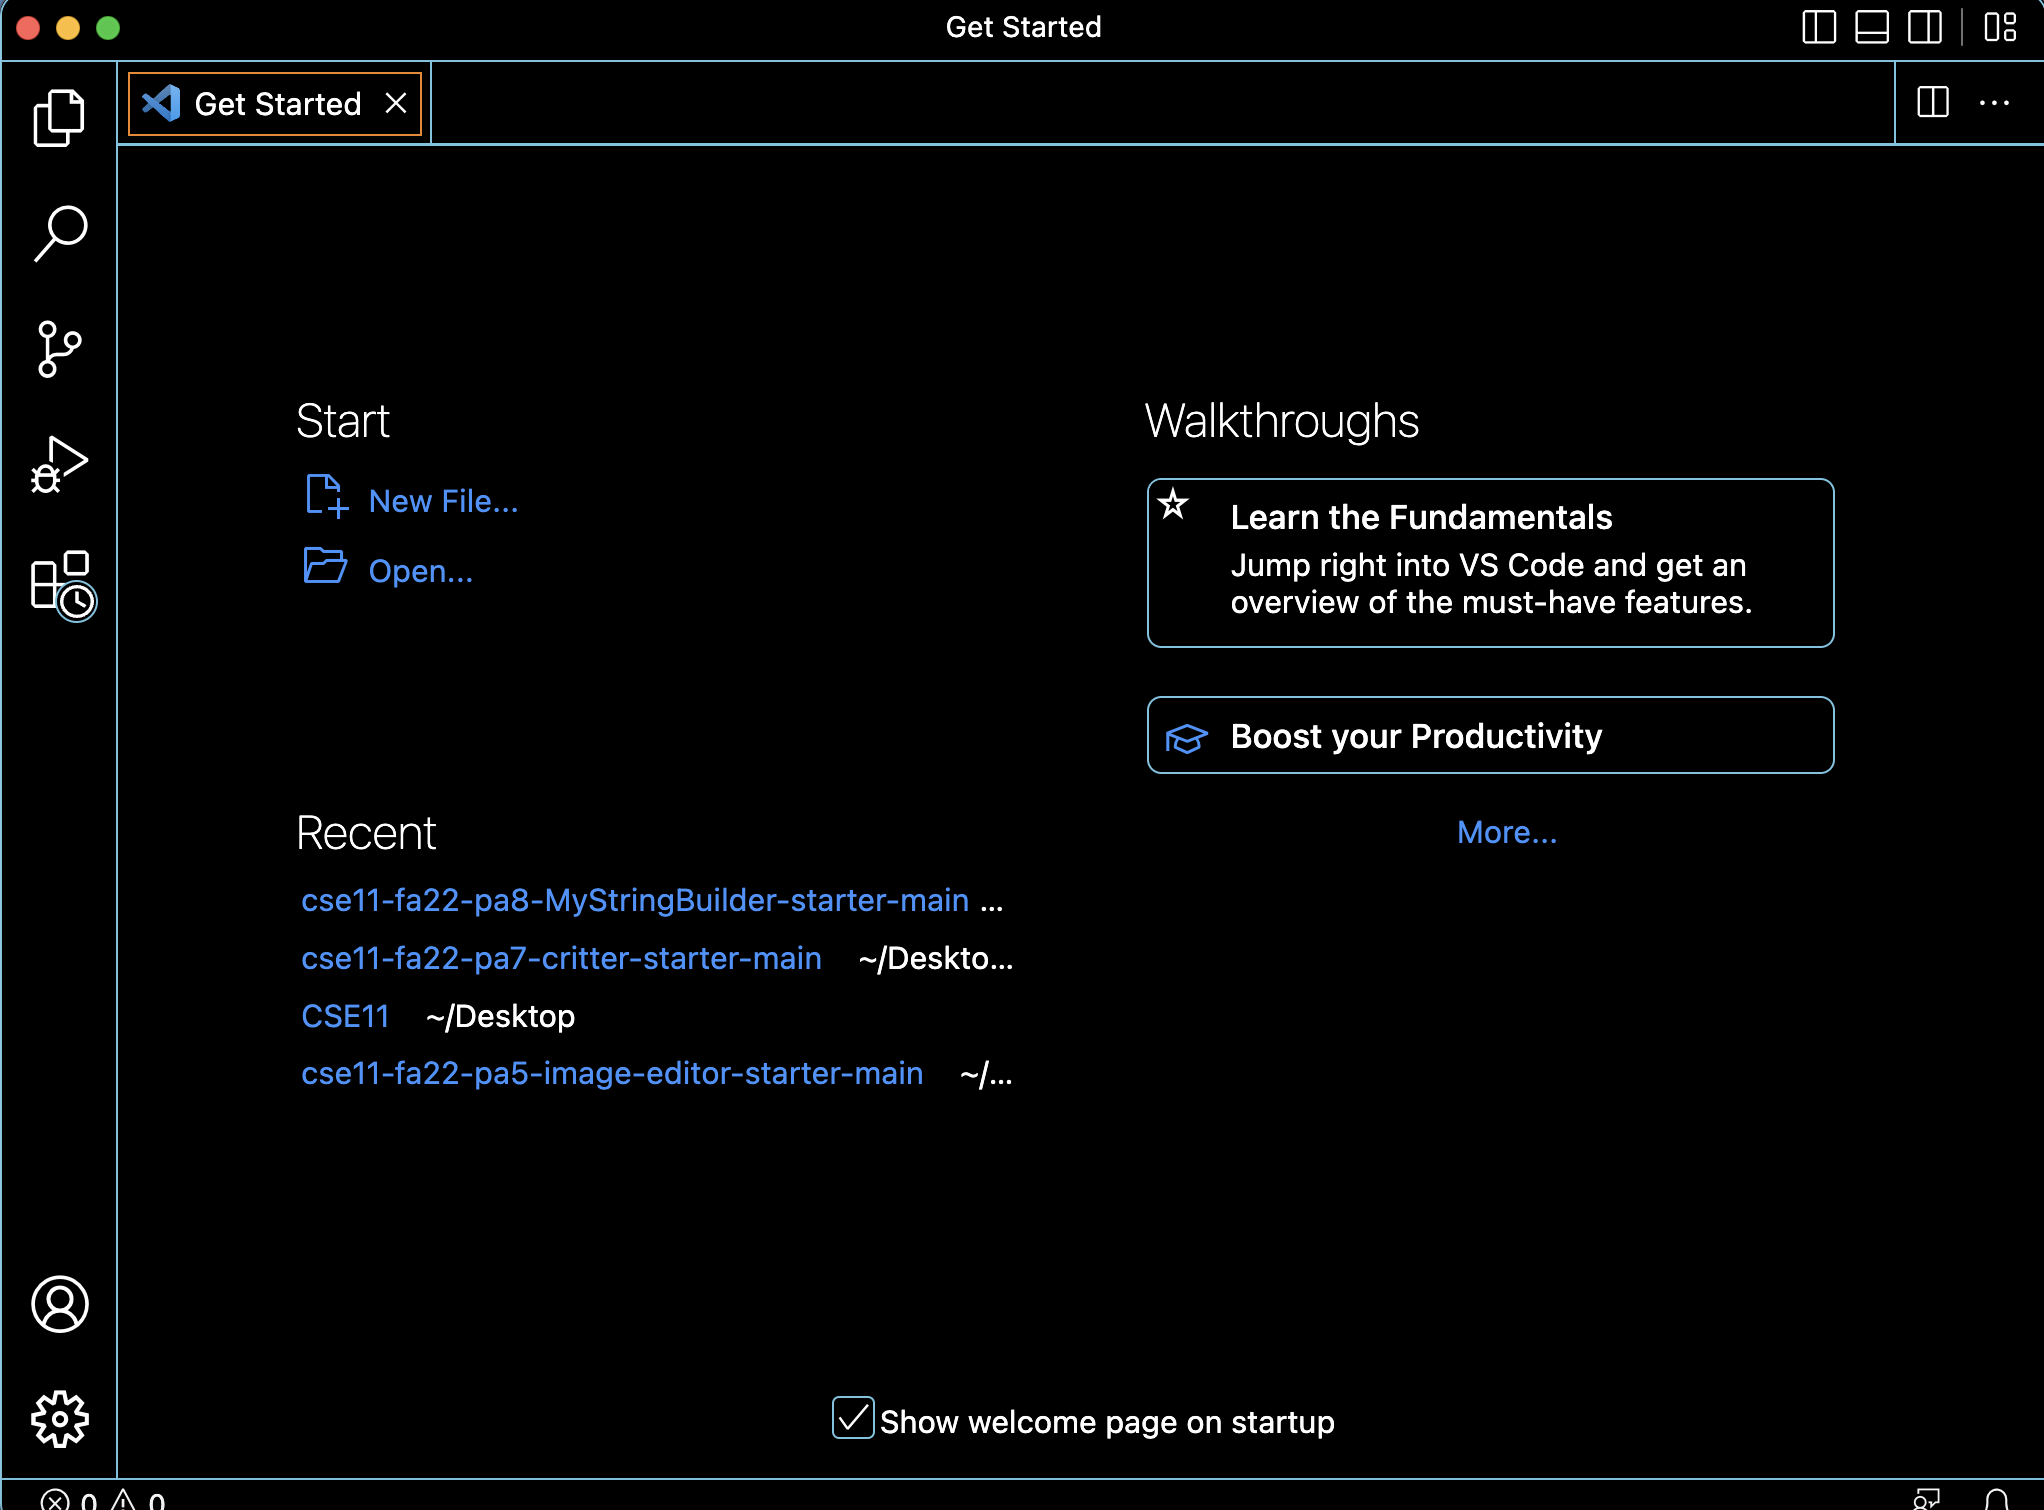 Get Started
Get Started
Start
New File...
Open...
Walkthroughs
Learn the Fundamentals
Jump right into VS Code and get an
overview of the must-have features.
Boost your Productivity
More...
Recent
cse11-fa22-pa8-MyStringBuilder-starter-main ...
cse11-fa22-pa7-critter-starter-main ~/Deskto...
CSE11 ~/Desktop
cse11-fa22-pa5-image-editor-starter-main ~/...
Show welcome page on startup
0 0